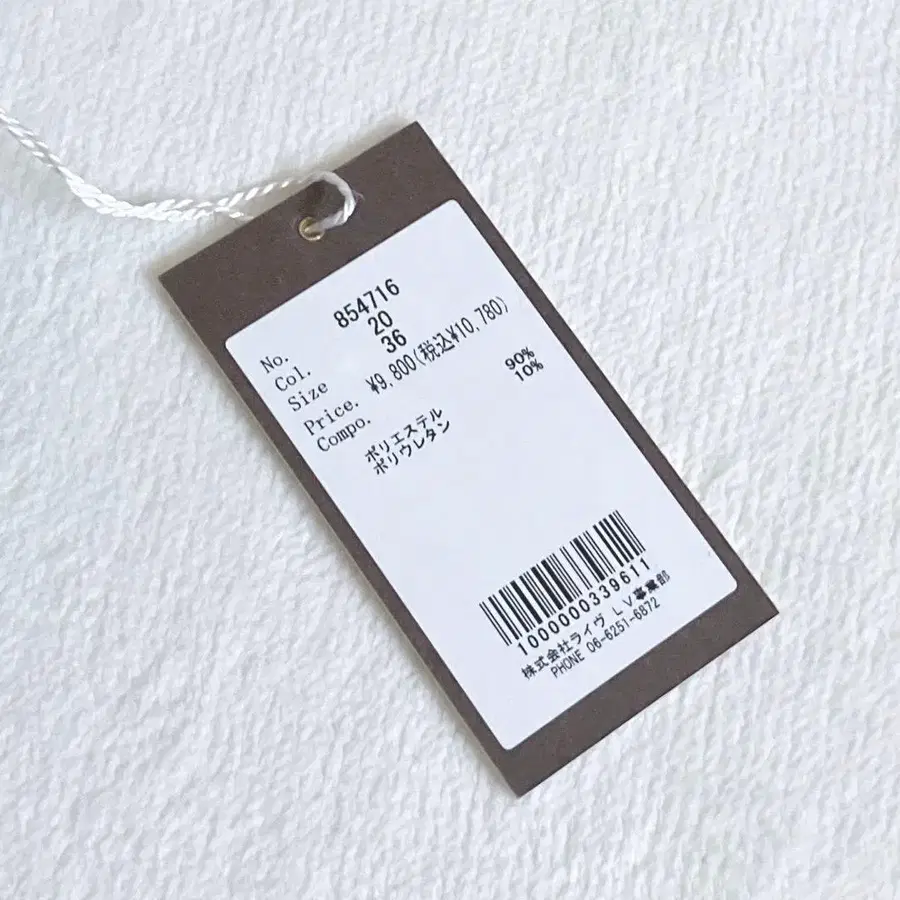 No. 854716
Col. 20
Size 36
Price. ¥9,800(税込¥10,780)
Compo.
ポリエステル 90%
ポリウレタン 10%
1000000339611
株式会社ライヴ LV事業部
PHONE 06-6251-6872